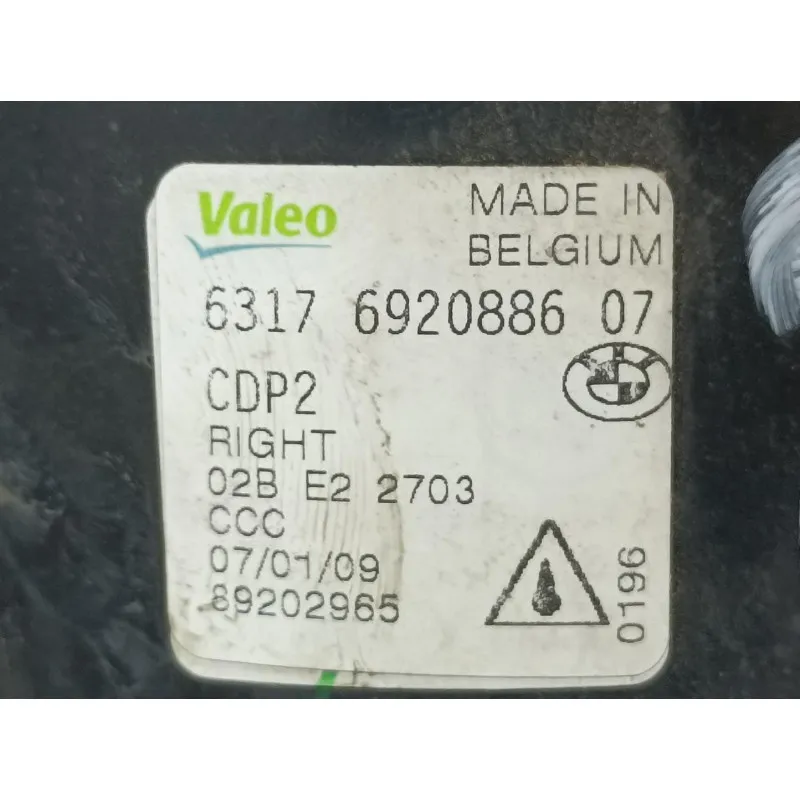 Valeo
MADE IN
BELGIUM
6317 6920886 07
CDP2
RIGHT
02B E2 2703
CCC
07/01/09
89202965
0196